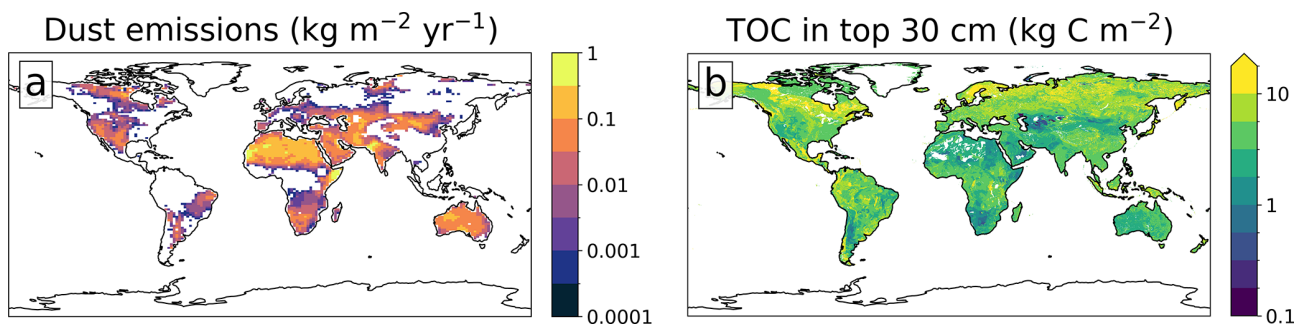 Dust emissions (kg m⁻² yr⁻¹)
a
1
0.1
0.01
0.001
0.0001
TOC in top 30 cm (kg C m⁻²)
b
10
1
0.1